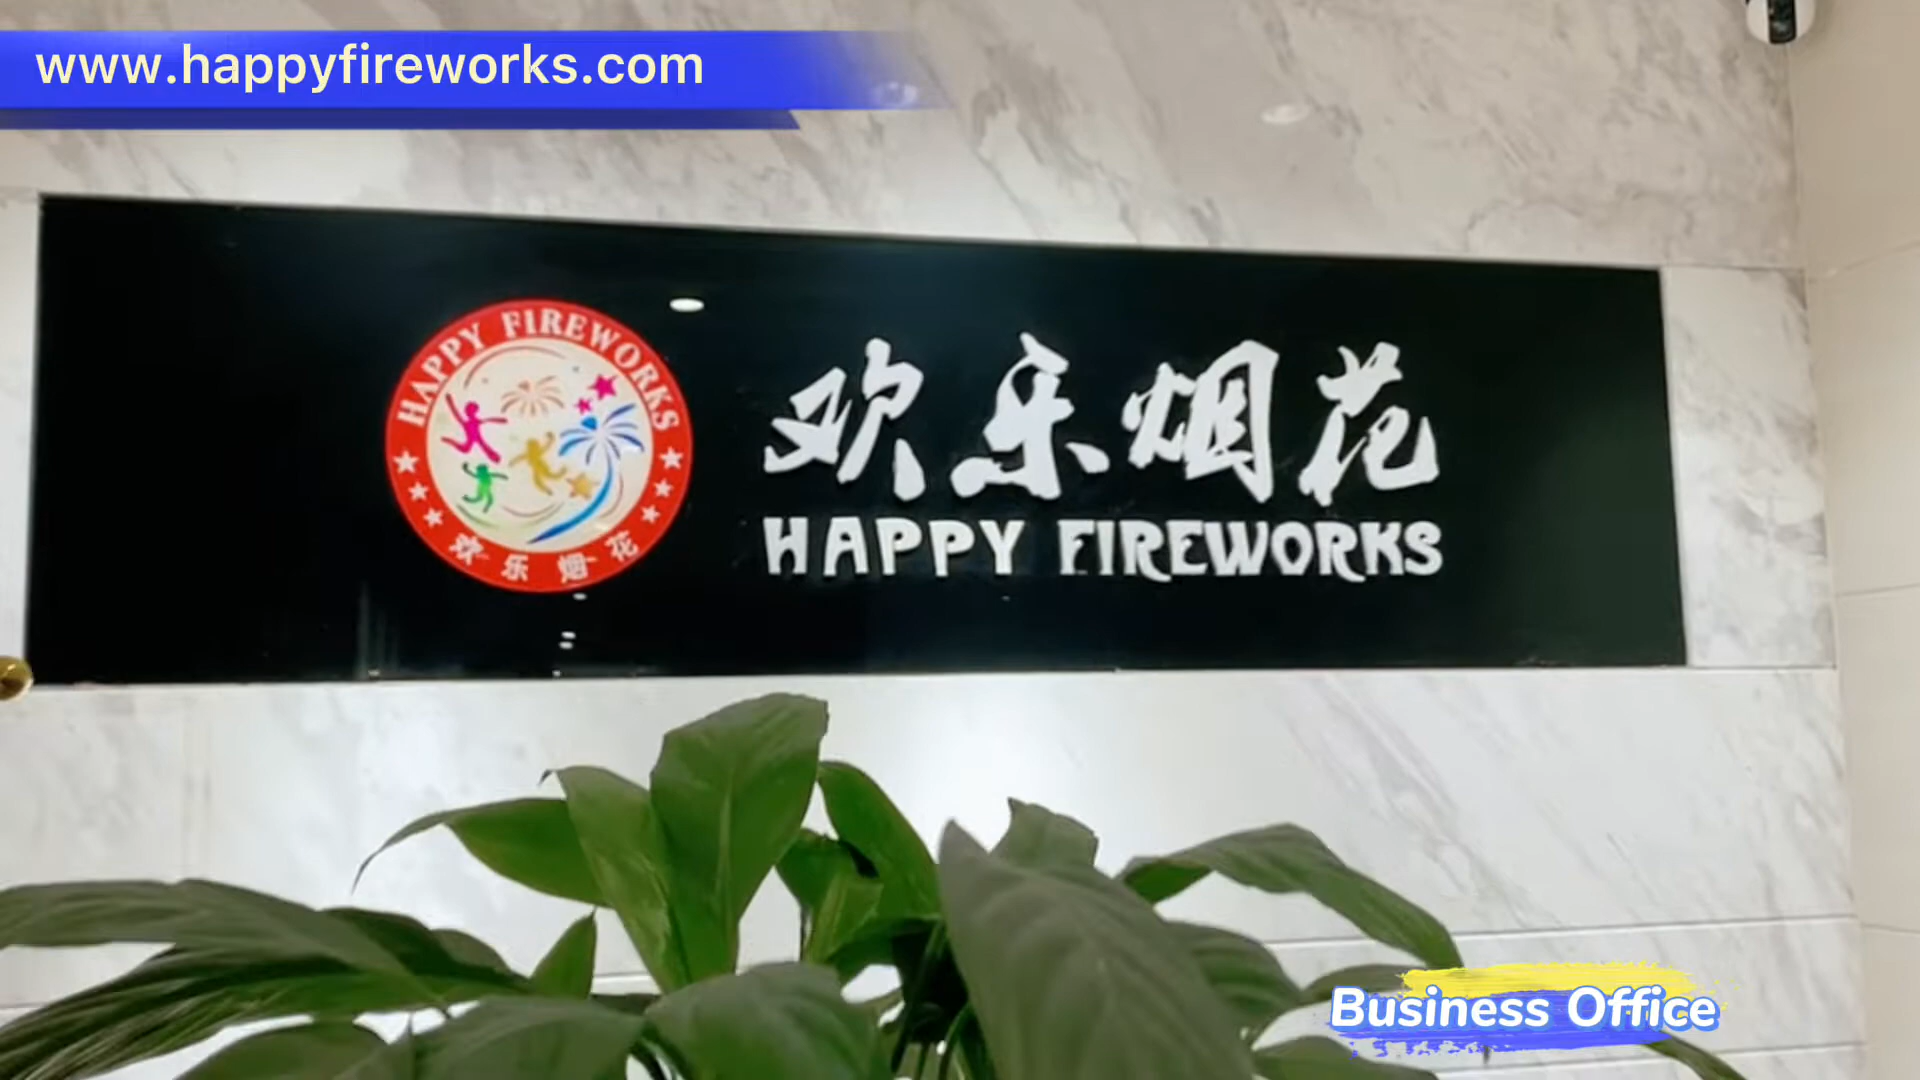 www.happyfireworks.com
HAPPY FIREWORKS
欢乐烟花
欢乐烟花
HAPPY FIREWORKS
Business Office